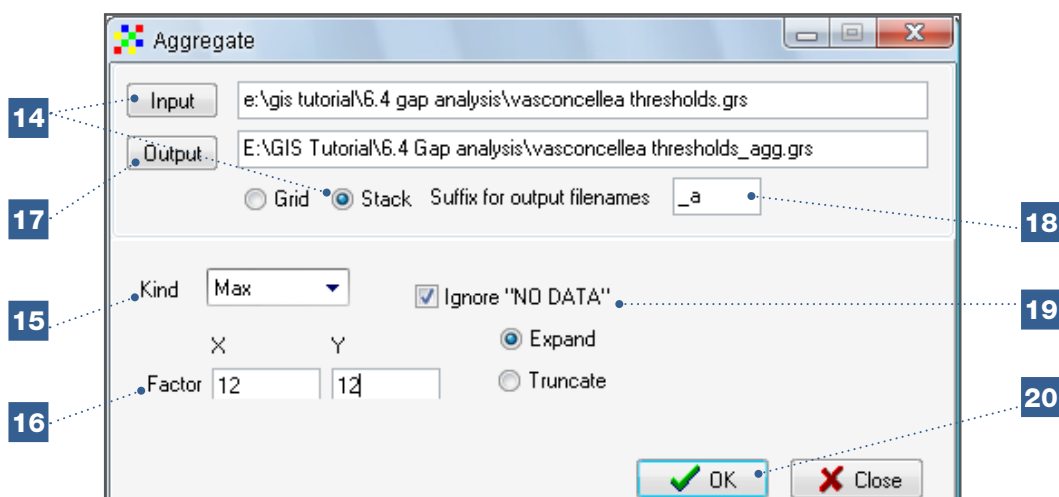 Aggregate
14
Input
e:\gis tutorial\6.4 gap analysis\vasconcellea thresholds.grs
Output
E:\GIS Tutorial\6.4 Gap analysis\vasconcellea thresholds_agg.grs
17
Grid Stack Suffix for output filenames _a
18
Kind Max
Ignore "NO DATA"
19
15
X Y
Expand
Factor 12 12
Truncate
16
20
OK Close